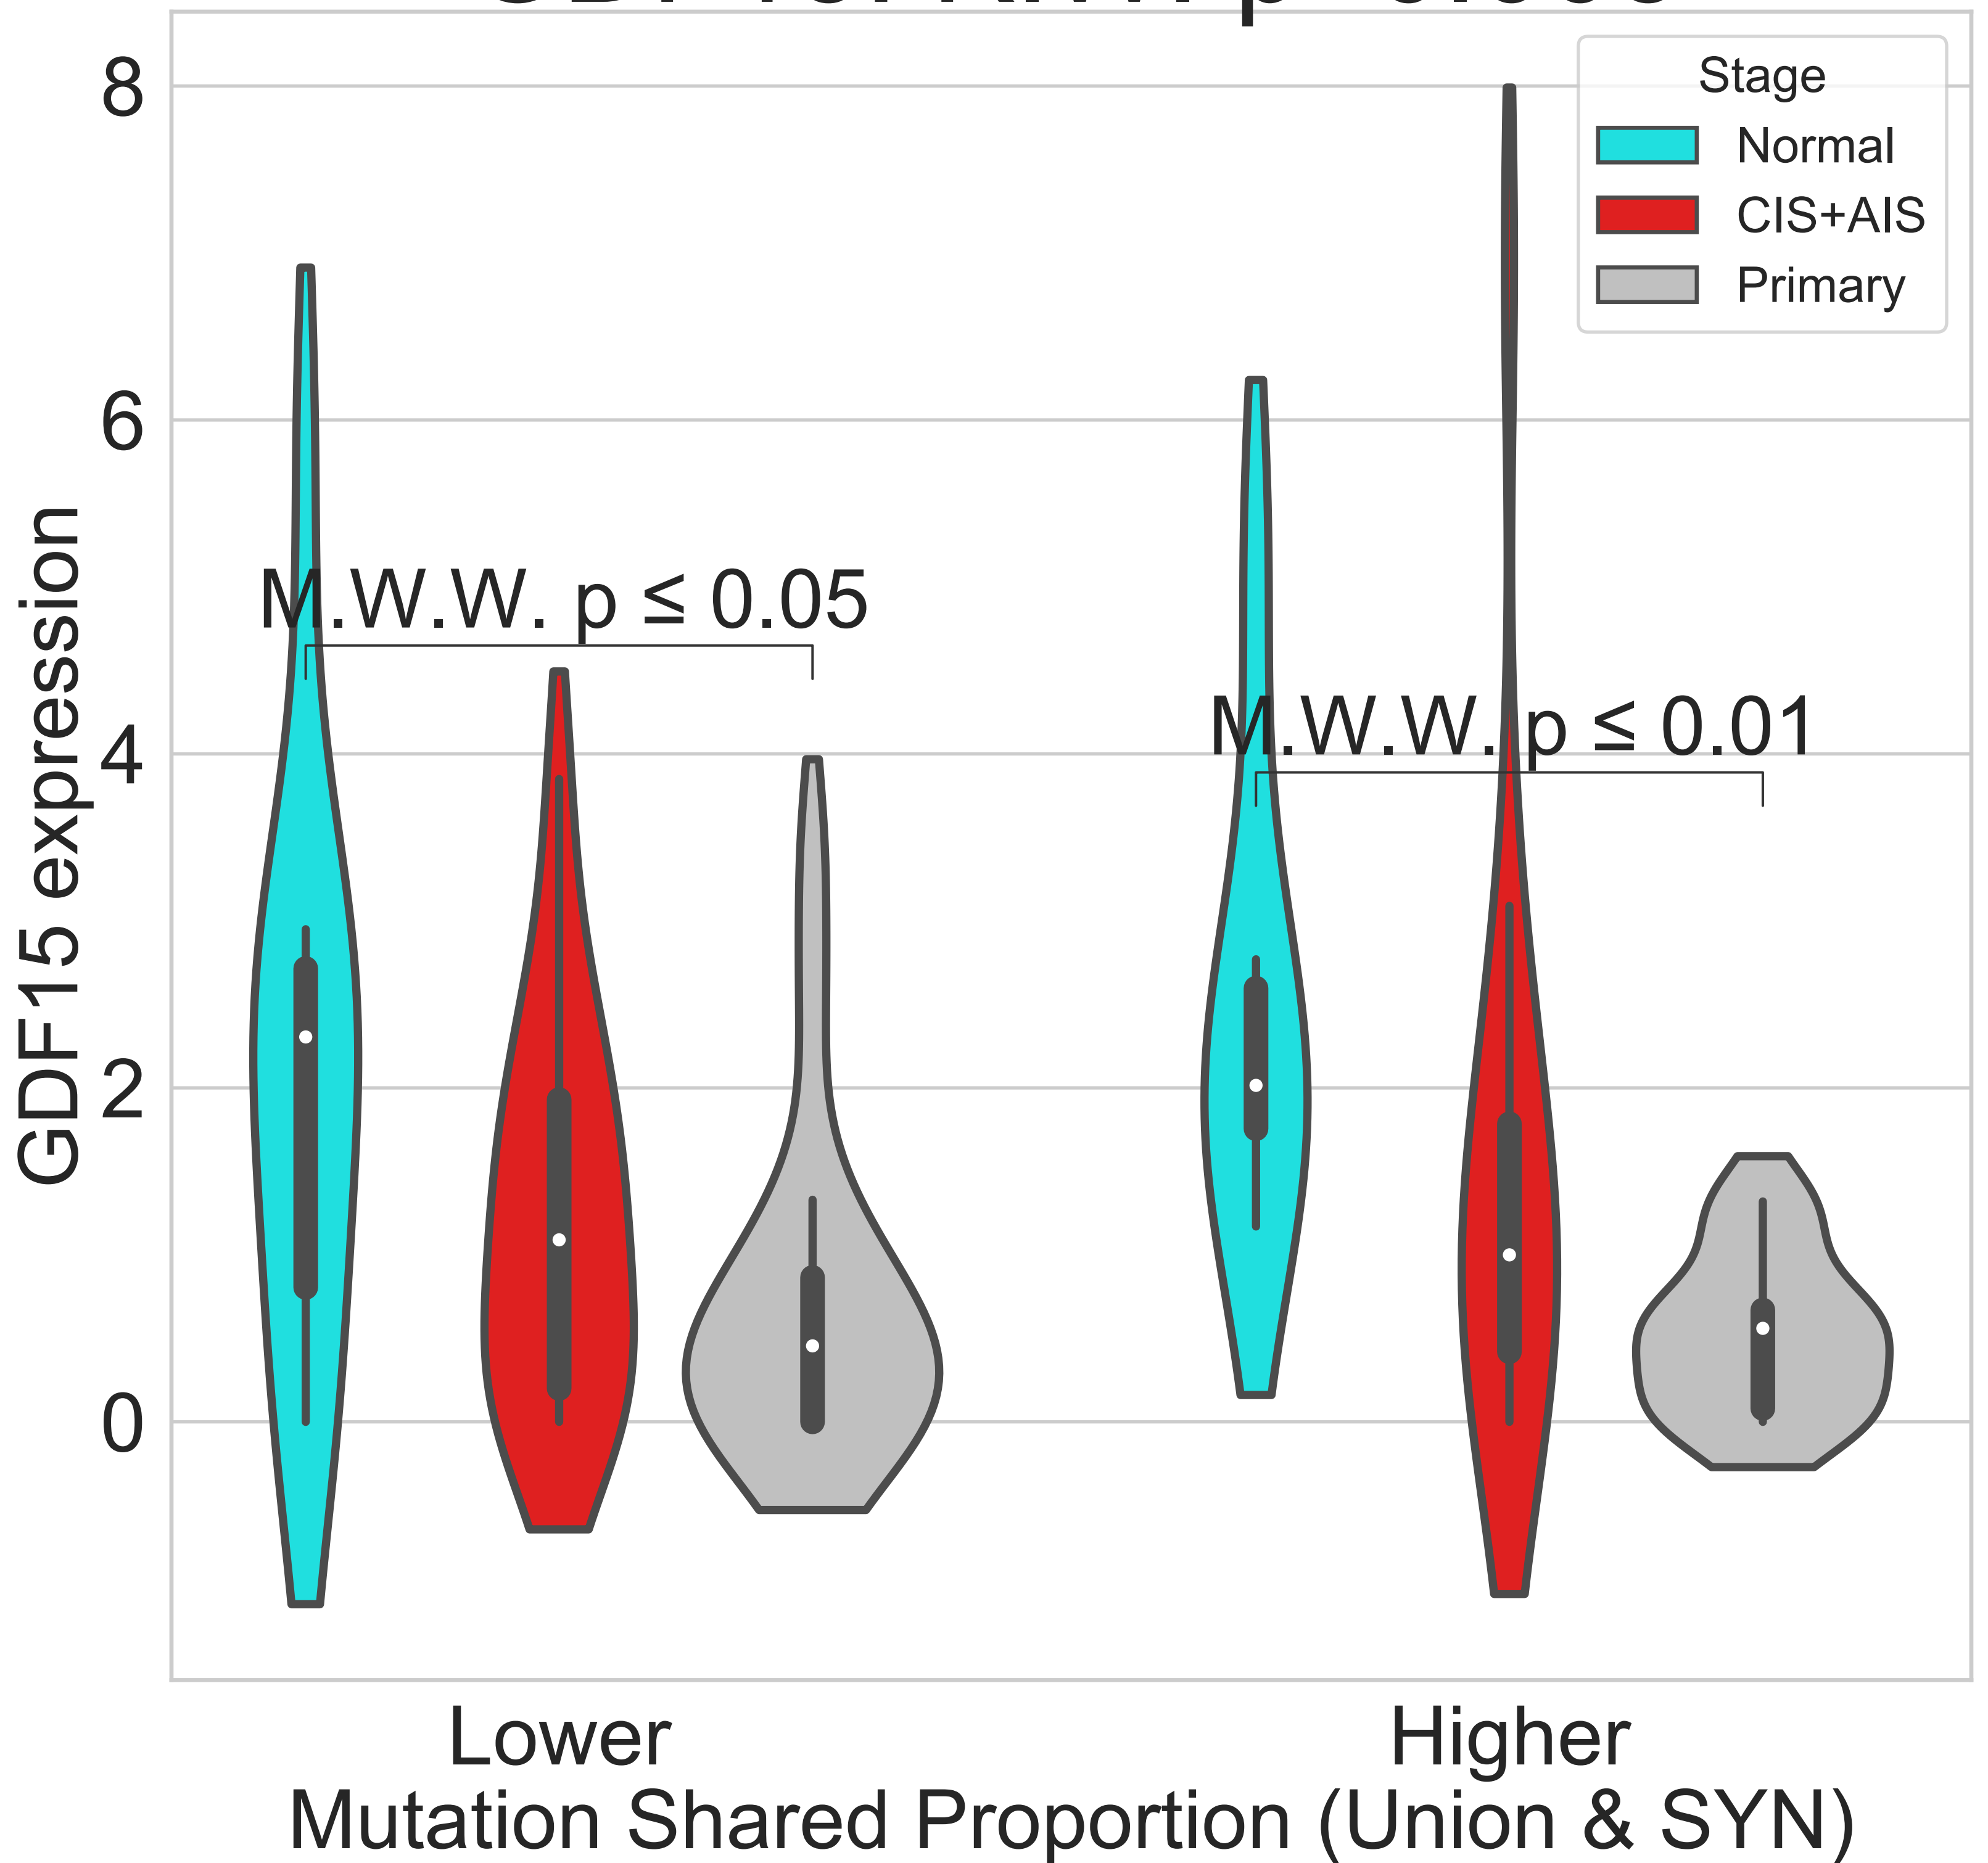 8
6
4
2
0
GDF15 expression
Stage
Normal
CIS+AIS
Primary
M.W.W. p ≤ 0.05
M.W.W. p ≤ 0.01
Lower
Higher
Mutation Shared Proportion (Union & SYN)